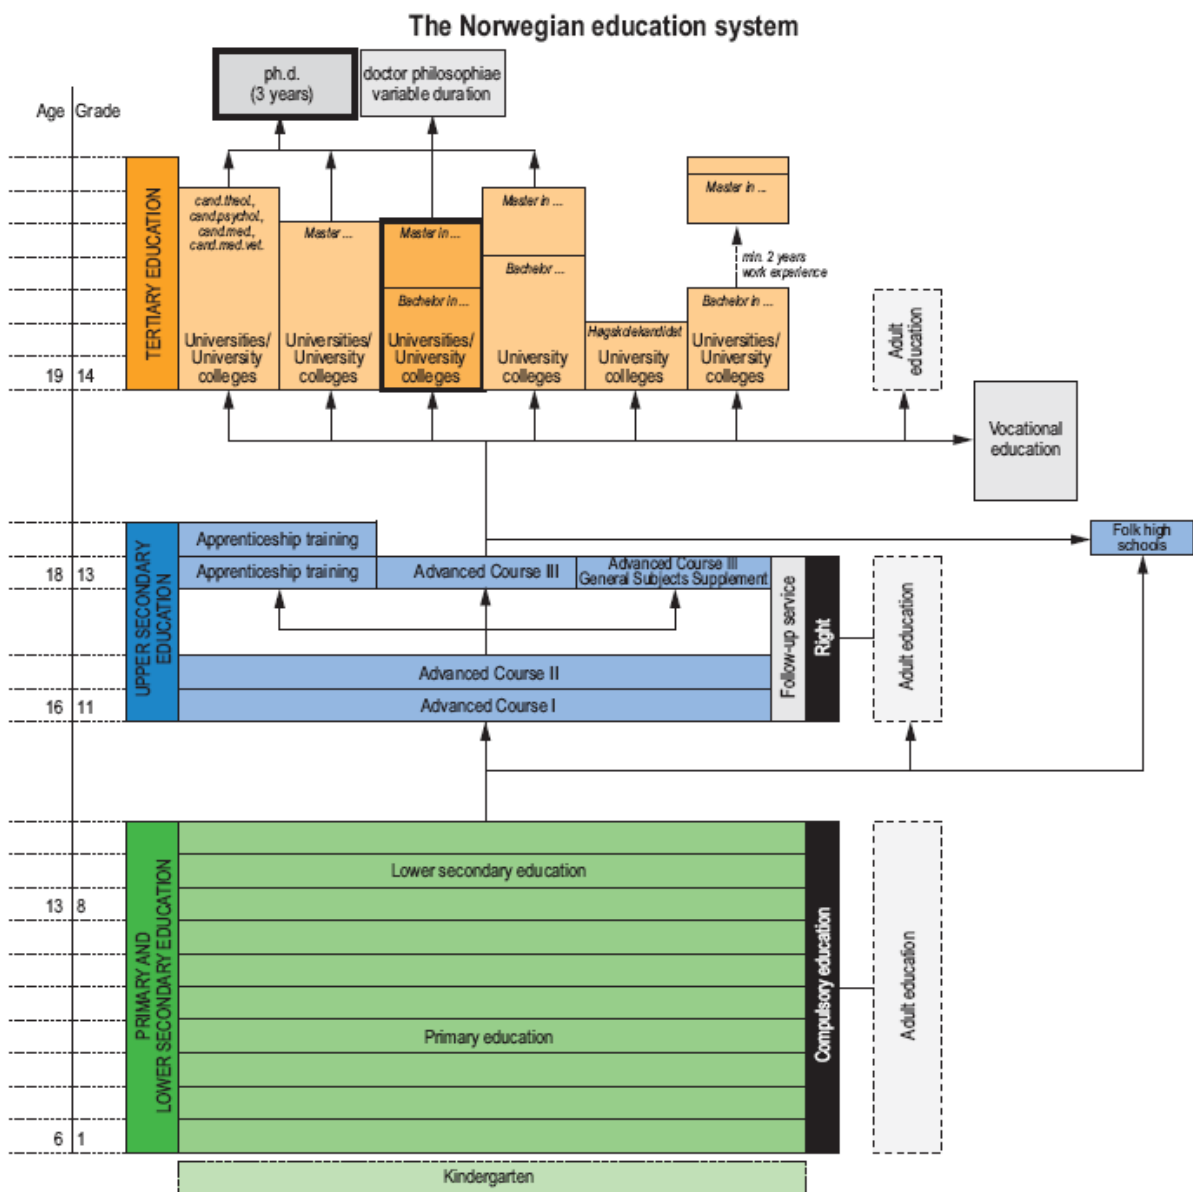 The Norwegian education system
ph.d.
(3 years)
doctor philosophiae
variable duration
Age Grade
TERTIARY EDUCATION
cand.theol.,
cand.psychol.,
cand.med.,
cand.med.vet.
Universities/
University
colleges
Master ...
Universities/
University
colleges
Master in ...
Bachelor in ...
Universities/
University
colleges
Master in ...
Bachelor ...
University
colleges
Høgskolekandidat
University
colleges
Master in ...
min. 2 years
work experience
Bachelor in ...
Universities/
University
colleges
Adult
education
19 14
Vocational
education
UPPER SECONDARY
EDUCATION
Apprenticeship training
Folk high
schools
18 13
Apprenticeship training
Advanced Course III
Advanced Course III
General Subjects Supplement
Follow-up service
Right
Adult education
Advanced Course II
16 11
Advanced Course I
PRIMARY AND
LOWER SECONDARY EDUCATION
Lower secondary education
13 8
Primary education
Compulsory education
Adult education
6 1
Kindergarten